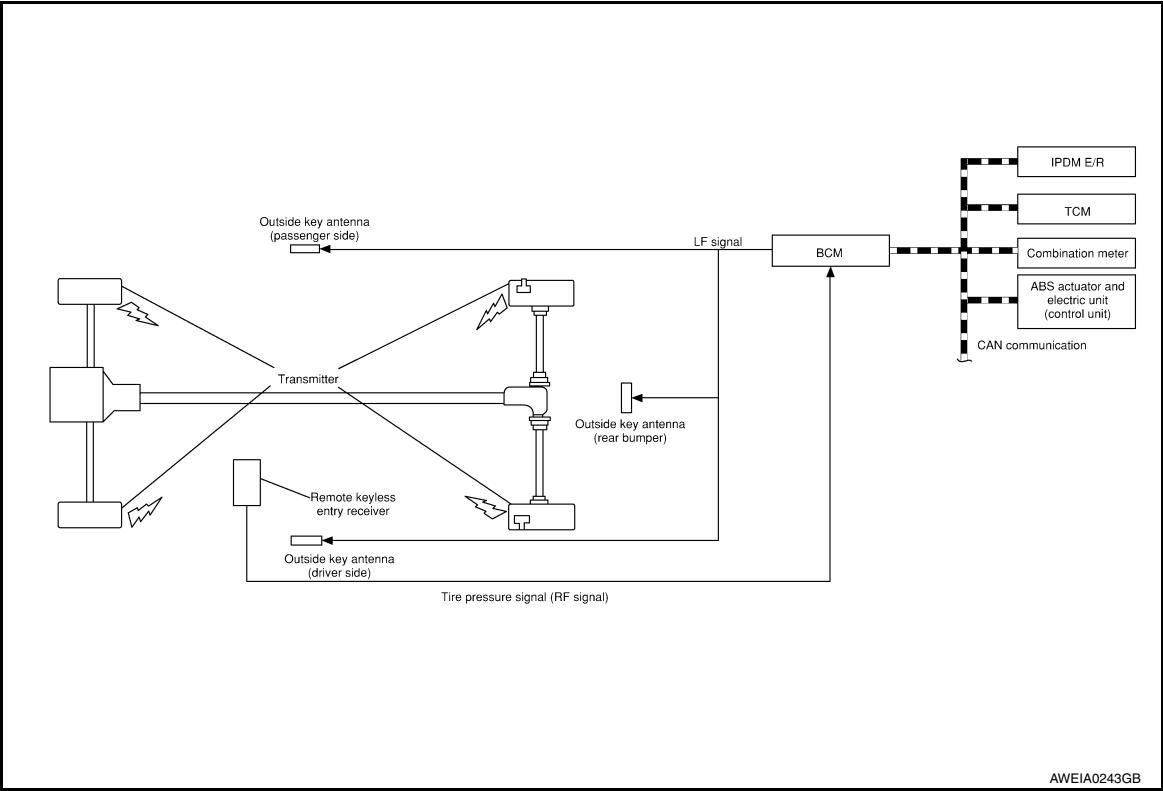 IPDM E/R
TCM
Outside key antenna
(passenger side)
LF signal
BCM
Combination meter
ABS actuator and
electric unit
(control unit)
CAN communication
Transmitter
Outside key antenna
(rear bumper)
Remote keyless
entry receiver
Outside key antenna
(driver side)
Tire pressure signal (RF signal)
AWEIA0243GB